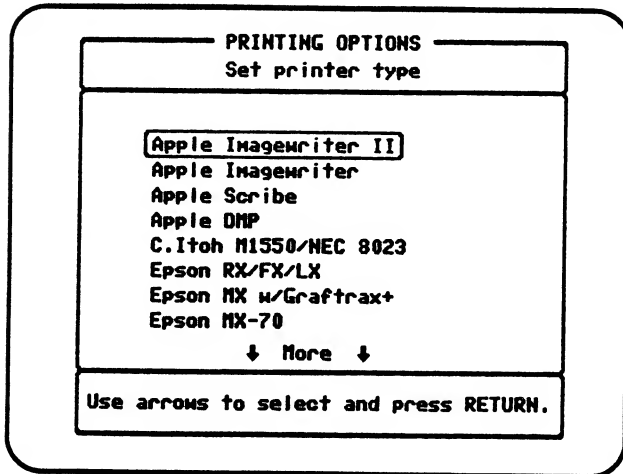 PRINTING OPTIONS
Set printer type
Apple Imagewriter II
Apple Imagewriter
Apple Scribe
Apple DMP
C.Itoh M1550/NEC 8023
Epson RX/FX/LX
Epson MX w/Graftrax+
Epson MX-70
↓ More ↓
Use arrows to select and press RETURN.